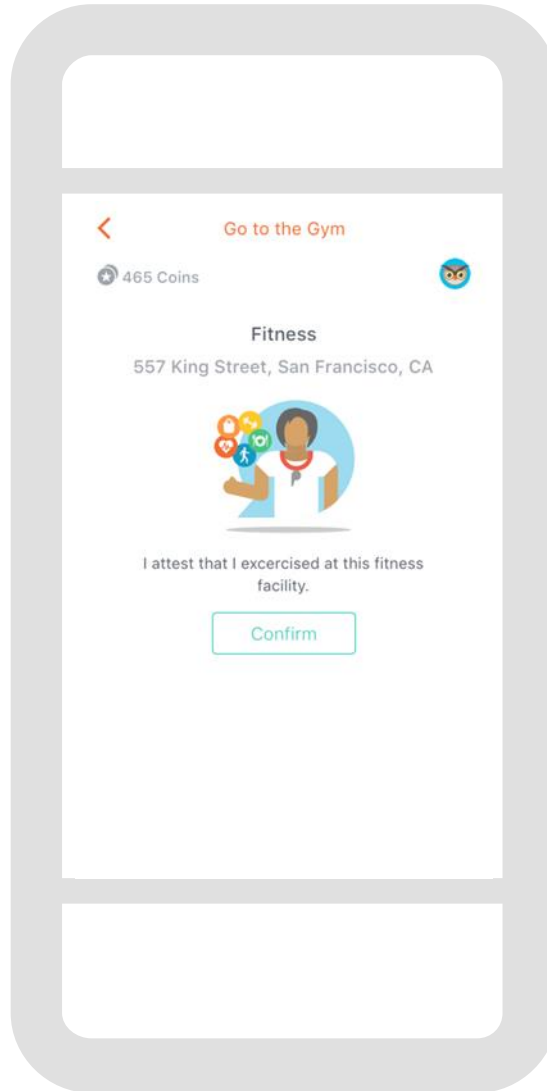 Go to the Gym
465 Coins
Fitness
557 King Street, San Francisco, CA
I attest that I excercised at this fitness
facility.
Confirm